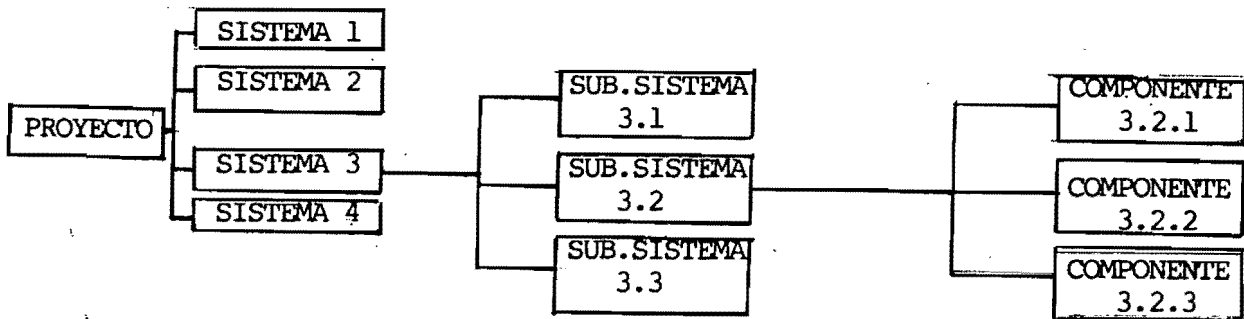 PROYECTO
SISTEMA 1
SISTEMA 2
SISTEMA 3
SISTEMA 4
SUB.SISTEMA
3.1
SUB.SISTEMA
3.2
SUB.SISTEMA
3.3
COMPONENTE
3.2.1
COMPONENTE
3.2.2
COMPONENTE
3.2.3